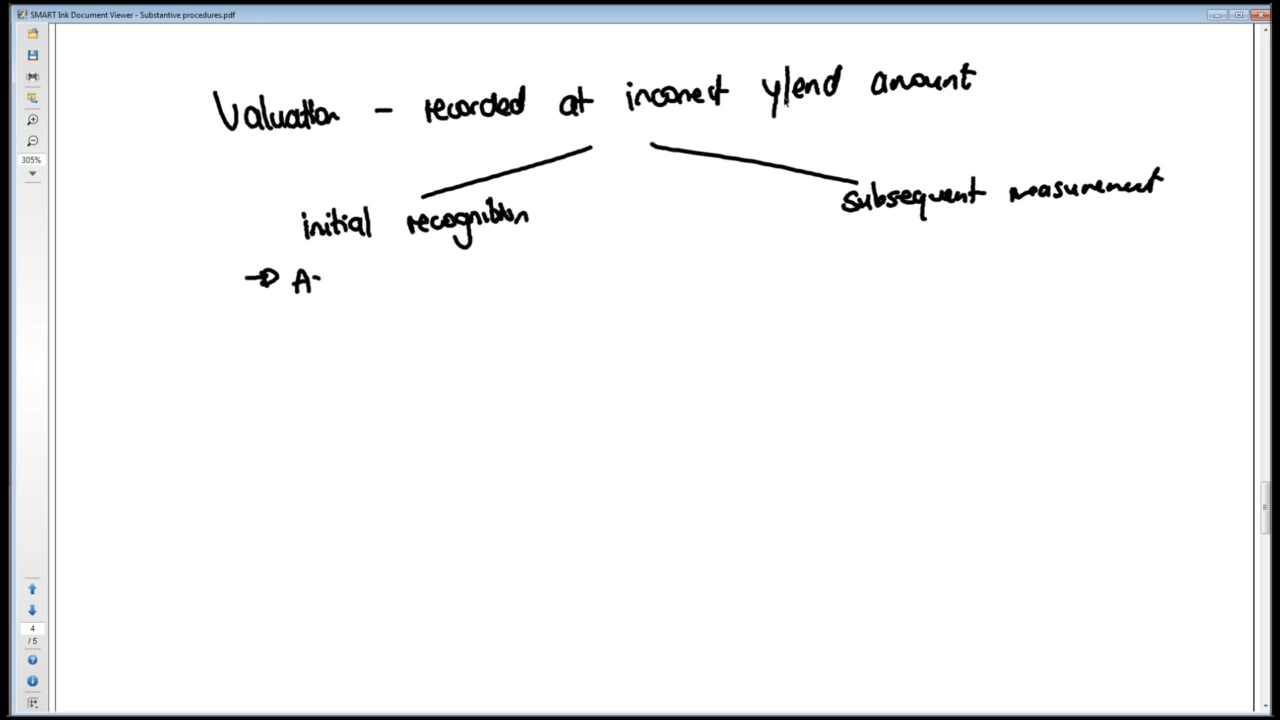 SMART Ink Document Viewer - Substantive procedures.pdf
Valuation - recorded at incorrect y/end amount
initial recognition
subsequent measurement
→ A-
305%
4
/ 5